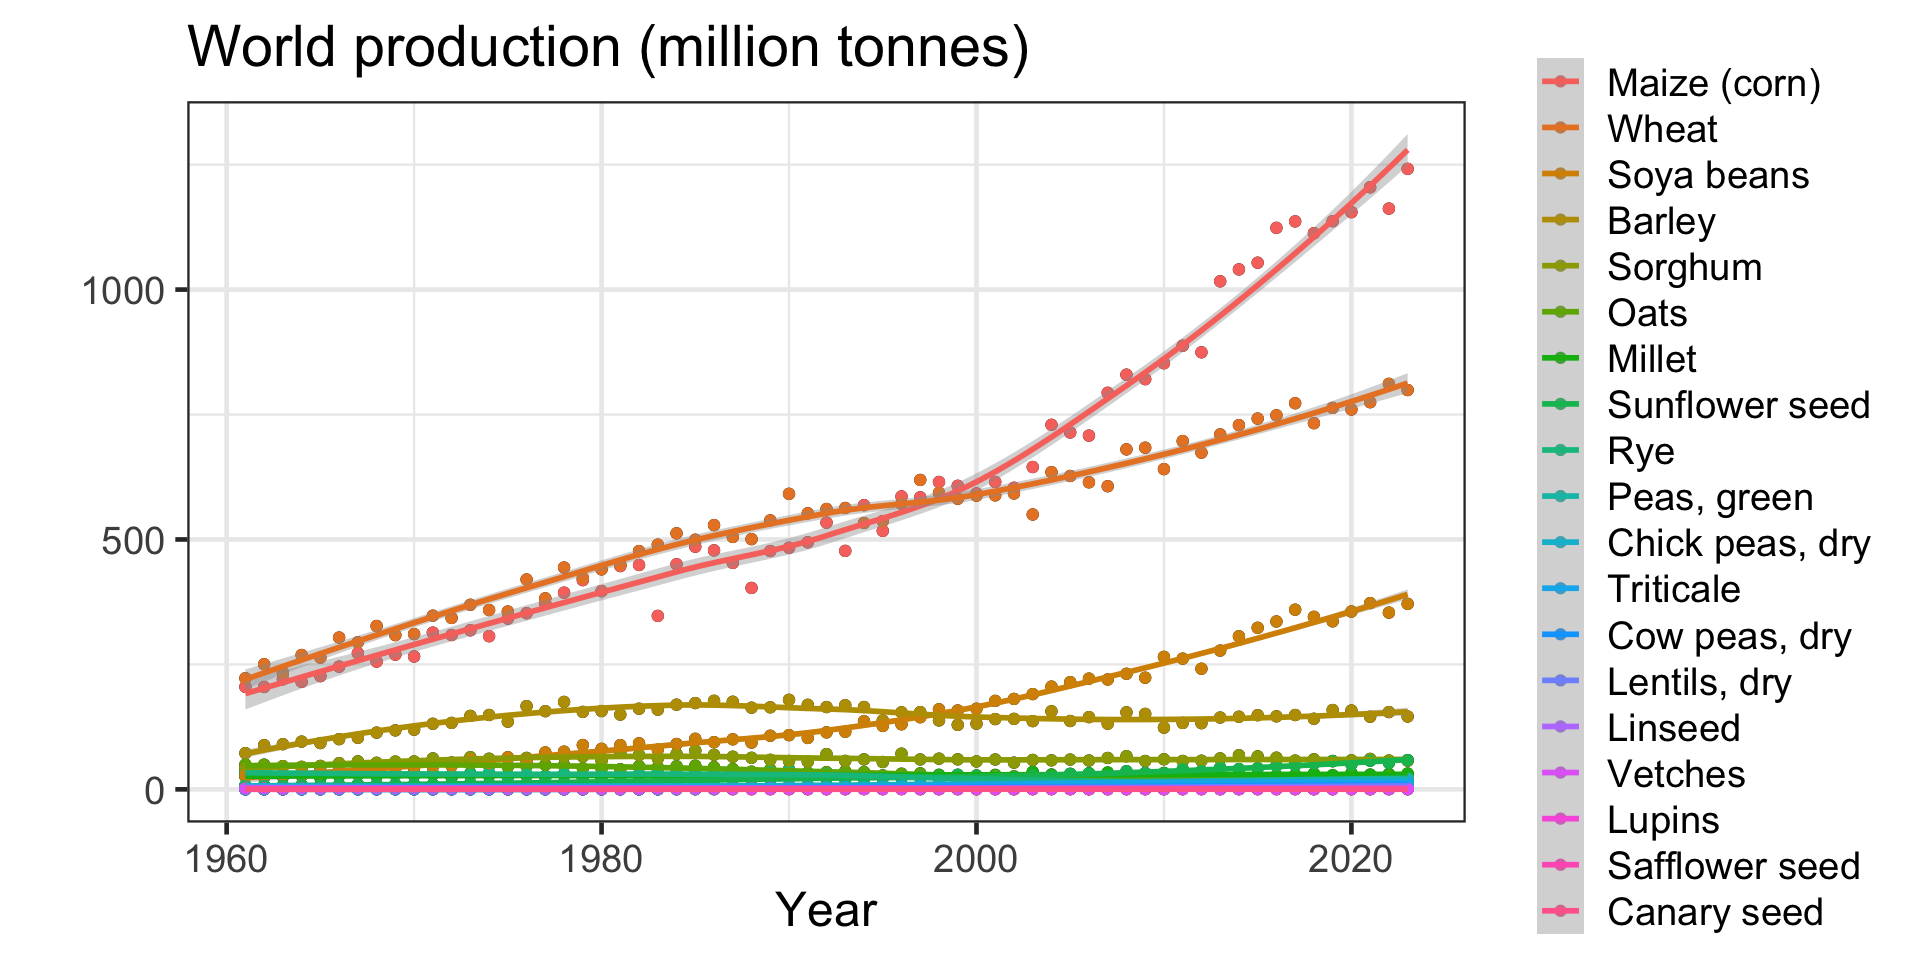 World production (million tonnes)
1000
500
0
1960 1980 2000 2020
Year
Maize (corn)
Wheat
Soya beans
Barley
Sorghum
Oats
Millet
Sunflower seed
Rye
Peas, green
Chick peas, dry
Triticale
Cow peas, dry
Lentils, dry
Linseed
Vetches
Lupins
Safflower seed
Canary seed